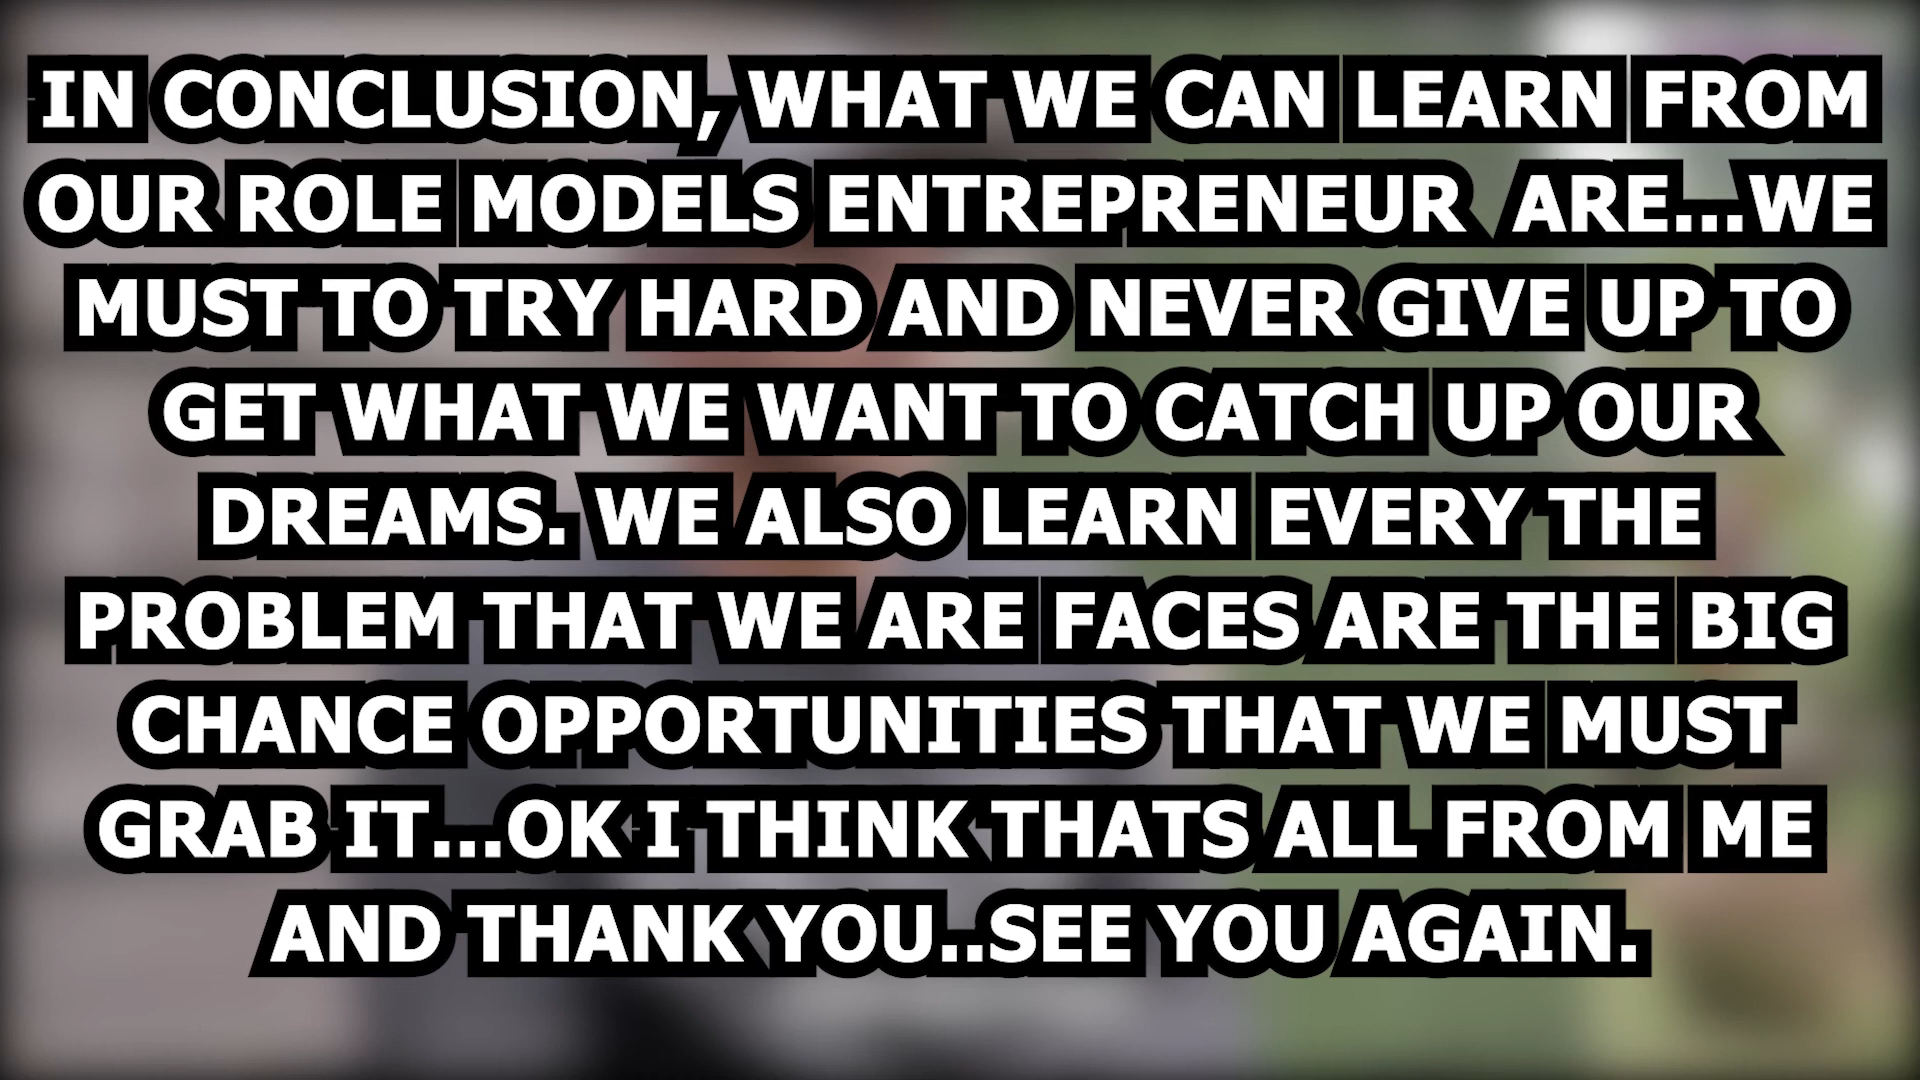 IN CONCLUSION, WHAT WE CAN LEARN FROM
OUR ROLE MODELS ENTREPRENEUR  ARE...WE
MUST TO TRY HARD AND NEVER GIVE UP TO
GET WHAT WE WANT TO CATCH UP OUR
DREAMS. WE ALSO LEARN EVERY THE
PROBLEM THAT WE ARE FACES ARE THE BIG
CHANCE OPPORTUNITIES THAT WE MUST
GRAB IT...OK I THINK THATS ALL FROM ME
AND THANK YOU..SEE YOU AGAIN.